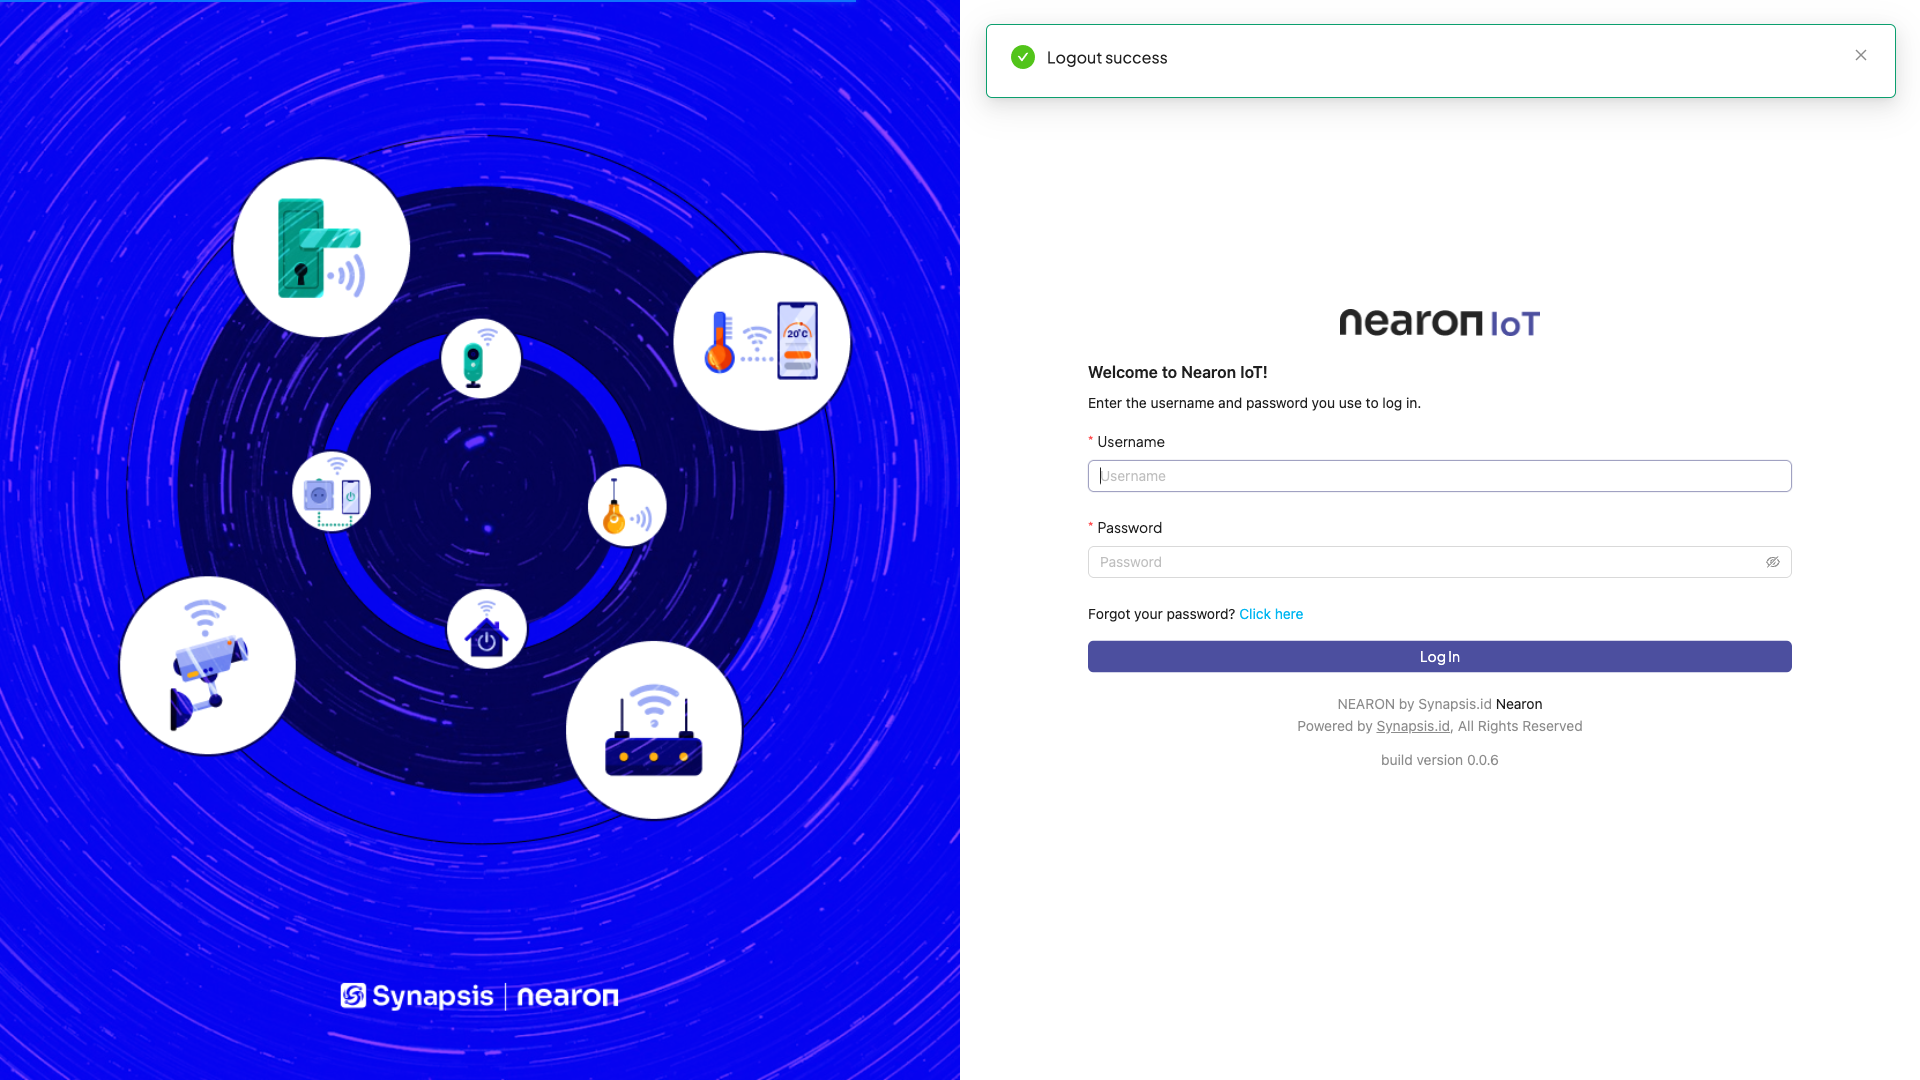 Logout success
20°C
Synapsis | nearon
nearon IoT
Welcome to Nearon IoT!
Enter the username and password you use to log in.
* Username
Username
* Password
Password
Forgot your password? Click here
Log In
NEARON by Synapsis.id Nearon
Powered by Synapsis.id, All Rights Reserved
build version 0.0.6